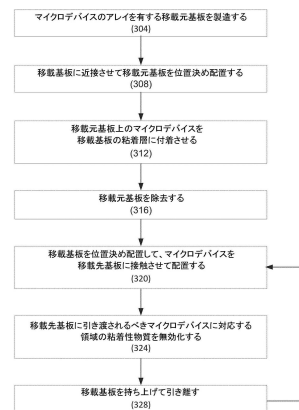 マイクロデバイスのアレイを有する移載元基板を製造する
(304)
移載基板に近接させて移載元基板を位置決め配置する
(308)
移載元基板上のマイクロデバイスを
移載基板の粘着層に付着させる
(312)
移載元基板を除去する
(316)
移載基板を位置決め配置して、マイクロデバイスを
移載先基板に接触させて配置する
(320)
移載先基板に引き渡されるべきマイクロデバイスに対応する
領域の粘着性物質を無効化する
(324)
移載基板を持ち上げて引き離す
(328)